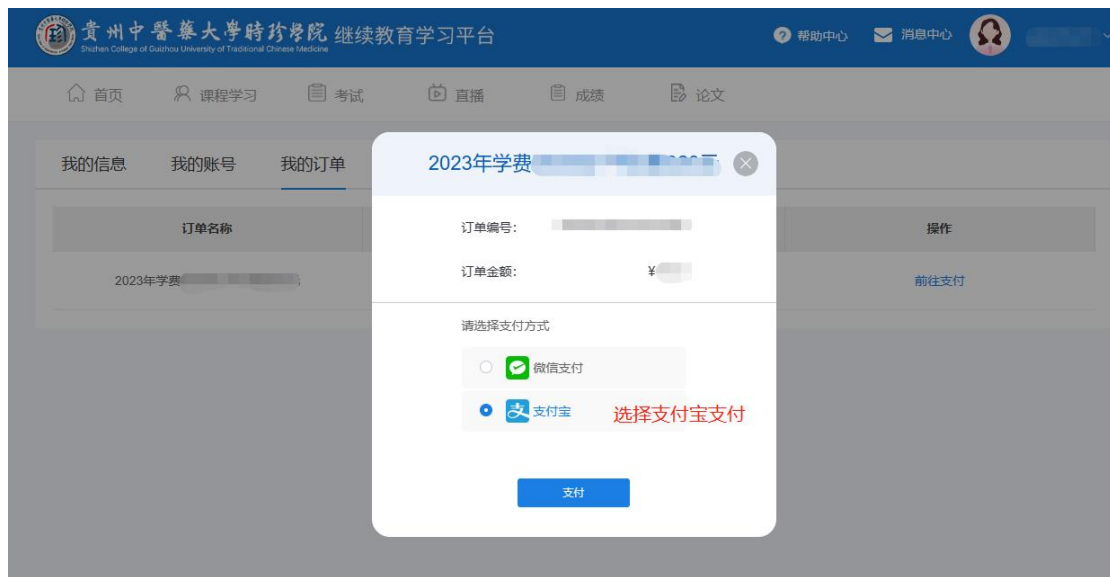 貴州中醫藥大學時珍學院 继续教育学习平台
Shizhen College of Guizhou University of Traditional Chinese Medicine
帮助中心 消息中心
首页 课程学习 考试 直播 成绩 论文
我的信息 我的账号 我的订单
2023年学费
订单名称
操作
2023年学费
前往支付
订单编号:
订单金额: ¥
请选择支付方式
微信支付
支付宝 选择支付宝支付
支付